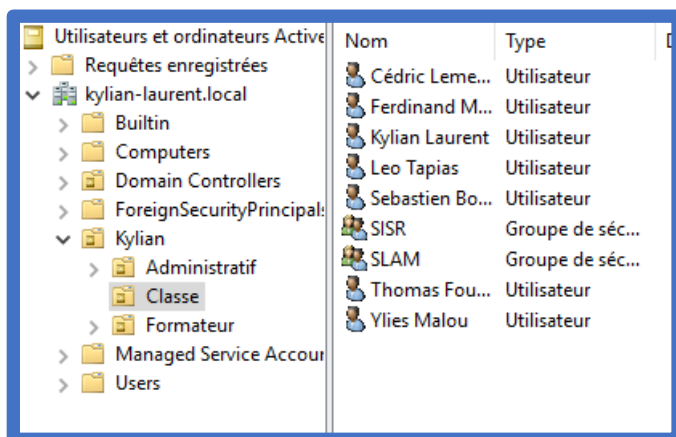 Utilisateurs et ordinateurs Active
Requêtes enregistrées
kylian-laurent.local
Builtin
Computers
Domain Controllers
ForeignSecurityPrincipals
Kylian
Administratif
Classe
Formateur
Managed Service Accour
Users
Nom Type
Cédric Leme... Utilisateur
Ferdinand M... Utilisateur
Kylian Laurent Utilisateur
Leo Tapias Utilisateur
Sebastien Bo... Utilisateur
SISR Groupe de séc...
SLAM Groupe de séc...
Thomas Fou... Utilisateur
Ylies Malou Utilisateur